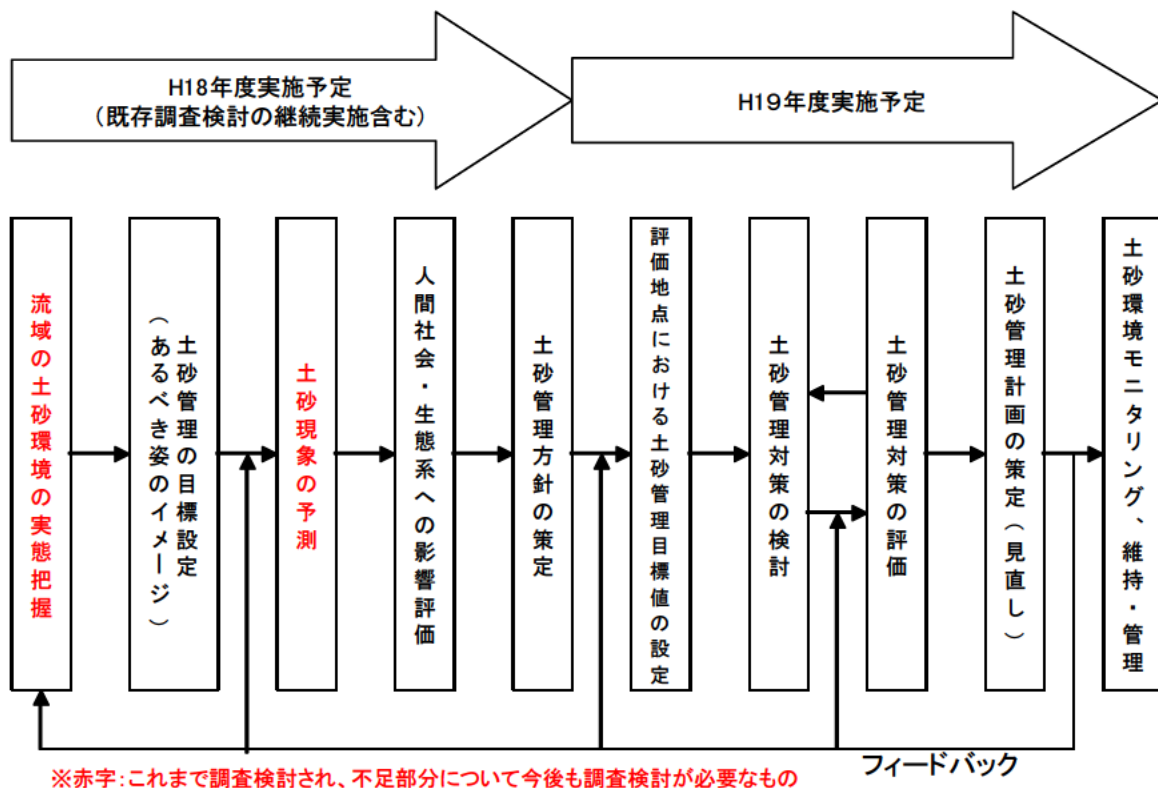 H18年度実施予定
（既存調査検討の継続実施含む）
H19年度実施予定
流域の土砂環境の実態把握
土砂管理の目標設定
（あるべき姿のイメージ）
土砂現象の予測
人間社会・生態系への影響評価
土砂管理方針の策定
評価地点における土砂管理目標値の設定
土砂管理対策の検討
土砂管理対策の評価
土砂管理計画の策定（見直し）
土砂環境モニタリング、維持・管理
フィードバック
※赤字：これまで調査検討され、不足部分について今後も調査検討が必要なもの